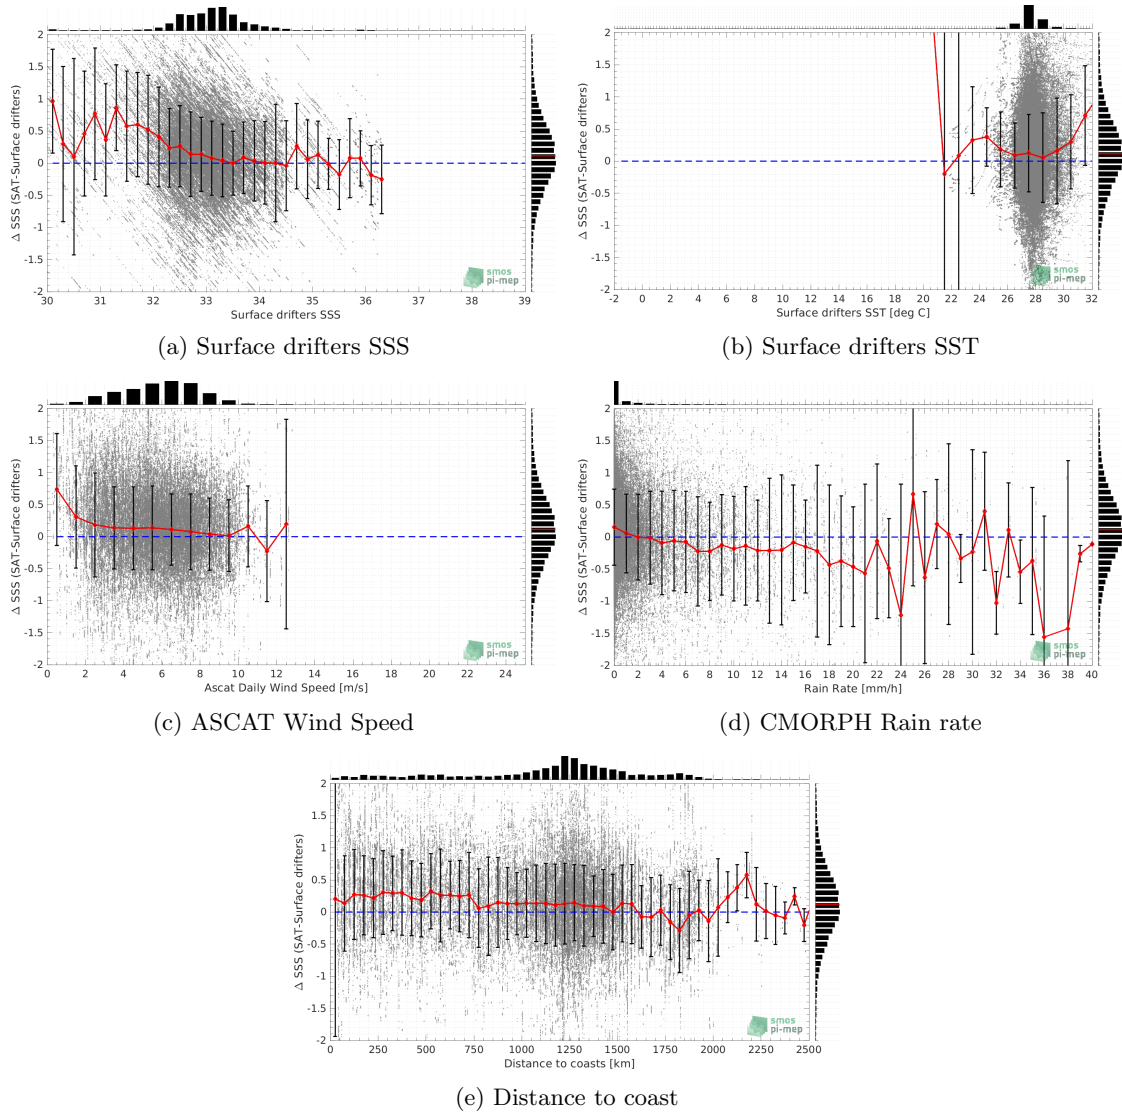 2
1.5
1
0.5
0
-0.5
-1
-1.5
-2
Δ SSS (SAT-Surface drifters)
30 31 32 33 34 35 36 37 38 39
Surface drifters SSS
smos
pi-mep
(a) Surface drifters SSS
2
1.5
1
0.5
0
-0.5
-1
-1.5
-2
Δ SSS (SAT-Surface drifters)
-2 0 2 4 6 8 10 12 14 16 18 20 22 24 26 28 30 32
Surface drifters SST [deg C]
smos
pi-mep
(b) Surface drifters SST
2
1.5
1
0.5
0
-0.5
-1
-1.5
-2
Δ SSS (SAT-Surface drifters)
0 2 4 6 8 10 12 14 16 18 20 22 24
Ascat Daily Wind Speed [m/s]
smos
pi-mep
(c) ASCAT Wind Speed
2
1.5
1
0.5
0
-0.5
-1
-1.5
-2
Δ SSS (SAT-Surface drifters)
0 2 4 6 8 10 12 14 16 18 20 22 24 26 28 30 32 34 36 38 40
Rain Rate [mm/h]
smos
pi-mep
(d) CMORPH Rain rate
2
1.5
1
0.5
0
-0.5
-1
-1.5
-2
Δ SSS (SAT-Surface drifters)
0 250 500 750 1000 1250 1500 1750 2000 2250 2500
Distance to coasts [km]
smos
pi-mep
(e) Distance to coast